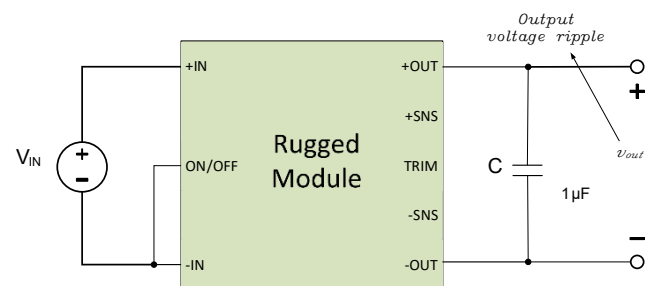 Output
voltage ripple
+IN
+OUT
+
+SNS
Rugged
Module
VIN
+
−
ON/OFF
TRIM
C
1µF
vout
-SNS
−
-IN
-OUT